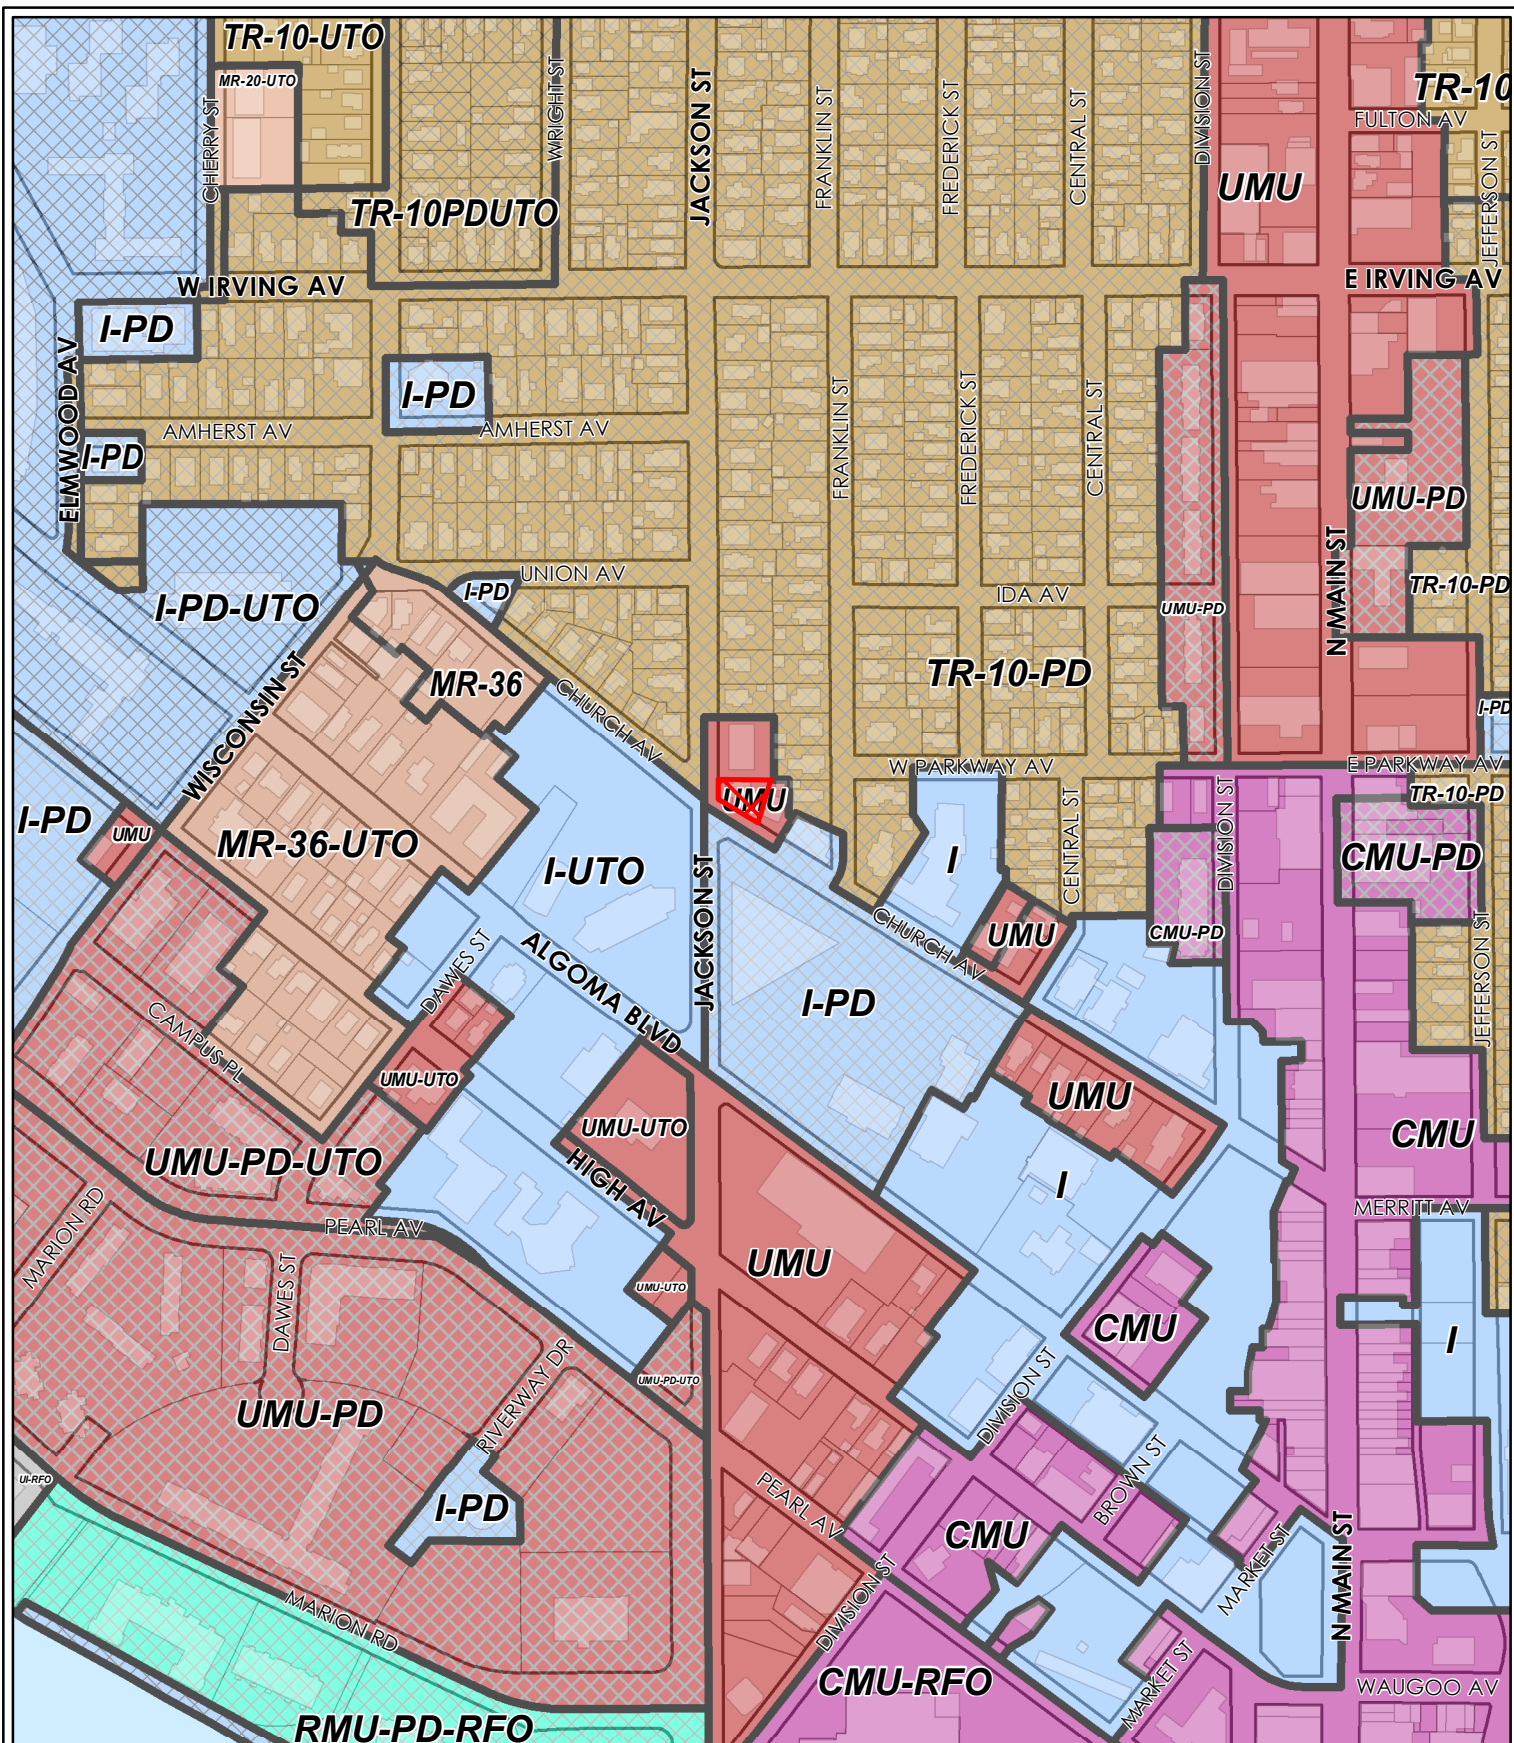 TR-10-UTO
MR-20-UTO
CHERRY ST
WRIGHT ST
JACKSON ST
FRANKLIN ST
FREDERICK ST
CENTRAL ST
DIVISION ST
TR-10
FULTON AV
JEFFERSON ST
UMU
TR-10PDUTO
W IRVING AV
E IRVING AV
I-PD
ELMWOOD AV
I-PD
AMHERST AV
AMHERST AV
I-PD
FRANKLIN ST
FREDERICK ST
CENTRAL ST
UMU-PD
N MAIN ST
UNION AV
I-PD
I-PD-UTO
IDA AV
UMU-PD
TR-10-PD
TR-10-PD
MR-36
WISCONSIN ST
CHURCH AV
I-PD
W PARKWAY AV
E PARKWAY AV
TR-10-PD
UMU
I-PD
UMU
MR-36-UTO
I-UTO
JACKSON ST
I
CENTRAL ST
DIVISION ST
CMU-PD
CHURCH AV
UMU
CMU-PD
DAWES ST
ALGOMA BLVD
I-PD
JEFFERSON ST
CAMPUS PL
UMU-UTO
UMU
UMU-UTO
CMU
UMU-PD-UTO
HIGH AV
I
MARION RD
PEARL AV
MERRITT AV
UMU
UMU-UTO
DAWES ST
CMU
I
RIVERWAY DR
UMU-PD-UTO
DIVISION ST
UMU-PD
UI-RFO
I-PD
PEARL AV
BROWN ST
CMU
MARKET ST
N MAIN ST
MARION RD
DIVISION ST
CMU-RFO
MARKET ST
WAUGOO AV
RMU-PD-RFO